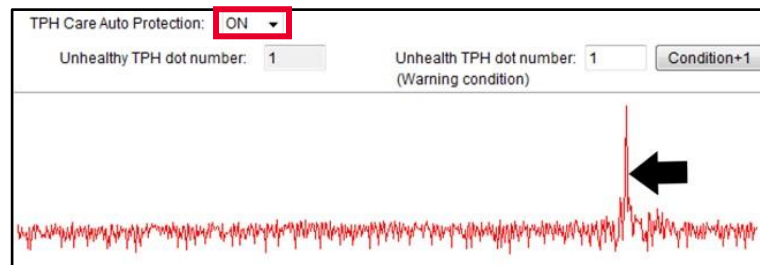 TPH Care Auto Protection: ON
Unhealthy TPH dot number: 1 Unhealth TPH dot number: 1 Condition+1
(Warning condition)